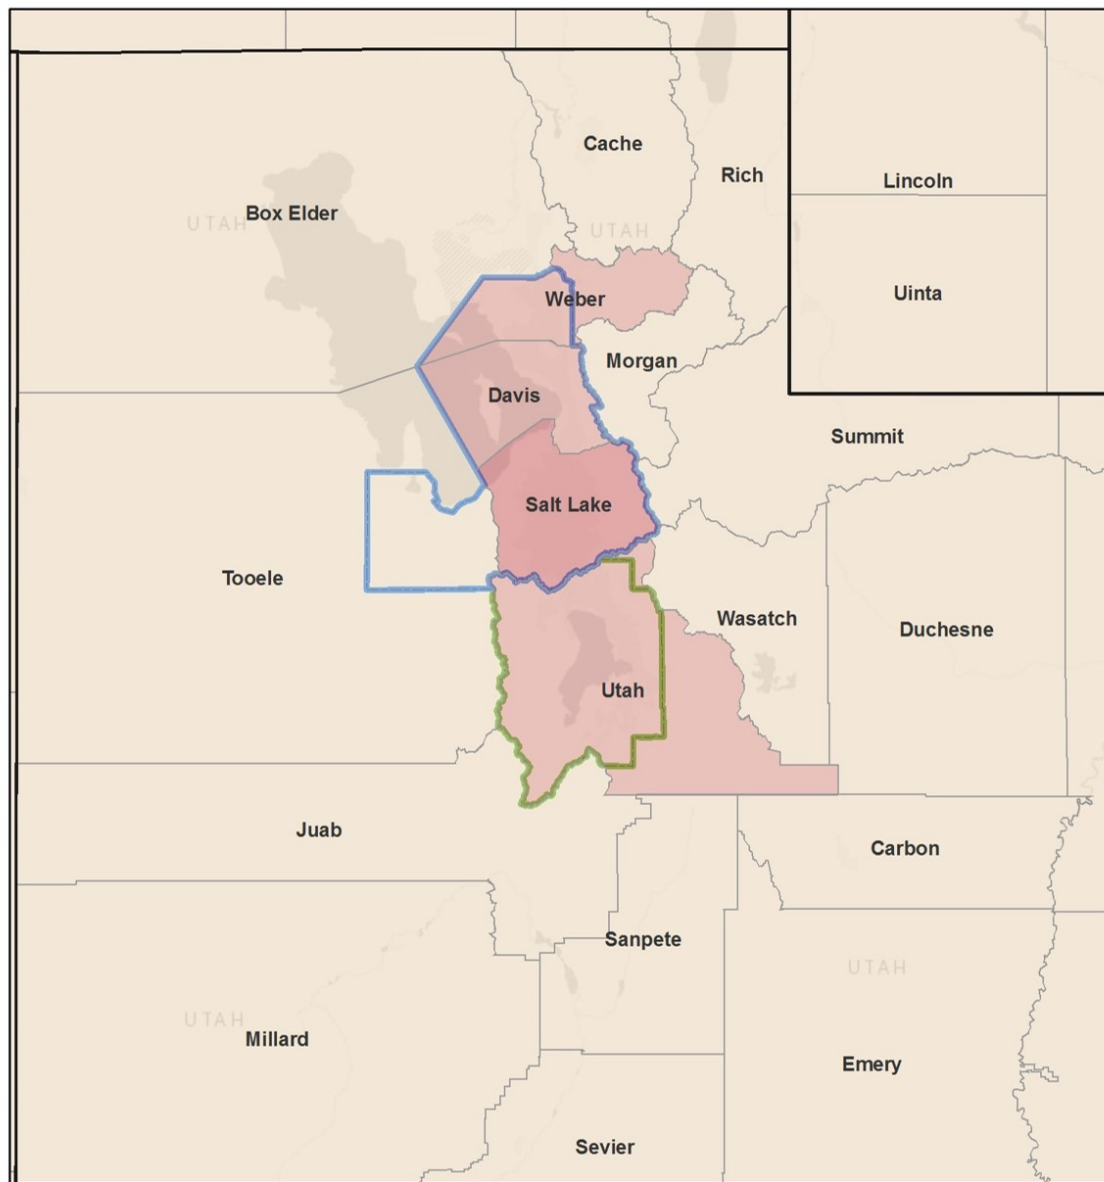 Cache
Rich
Lincoln
Box Elder
UTAH
UTAH
Uinta
Weber
Morgan
Davis
Summit
Salt Lake
Tooele
Wasatch
Duchesne
Utah
Juab
Carbon
Sanpete
UTAH
UTAH
Millard
Emery
Sevier